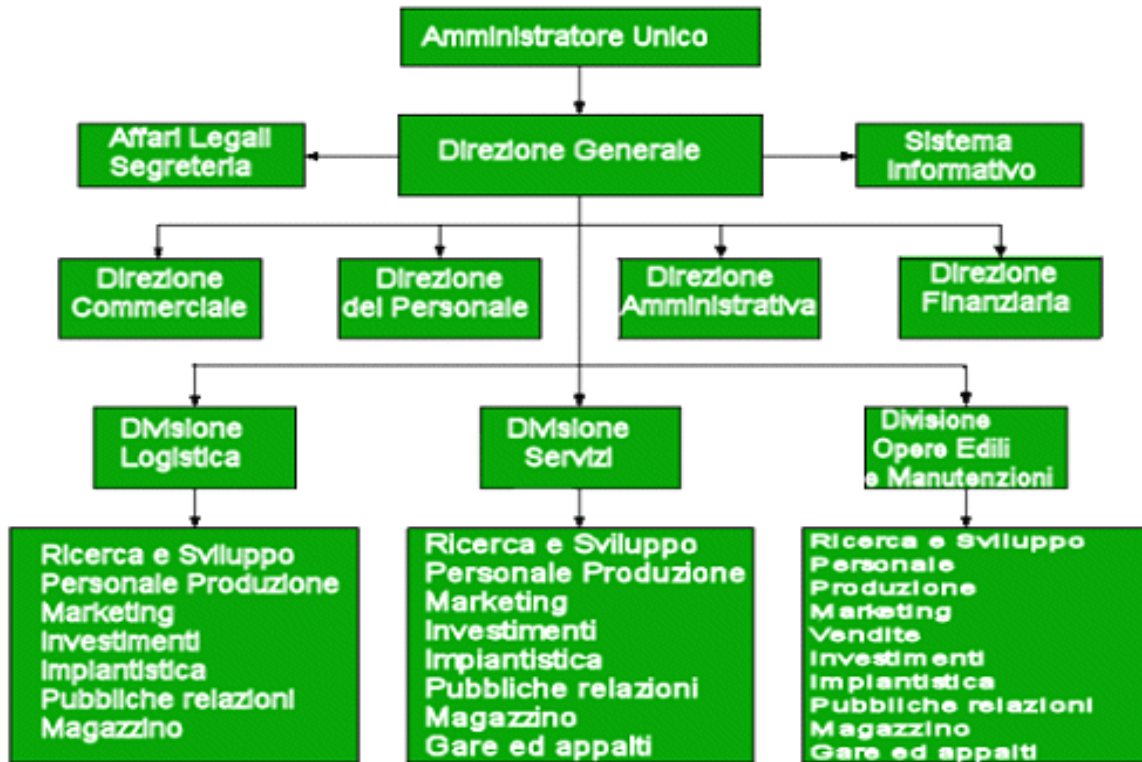 Amministratore Unico
Affari Legali
Segreteria
Direzione Generale
Sistema
Informativo
Direzione
Commerciale
Direzione
del Personale
Direzione
Amministrativa
Direzione
Finanziaria
Divisione
Logistica
Divisione
Servizi
Divisione
Opere Edili
e Manutenzioni
Ricerca e Sviluppo
Personale Produzione
Marketing
Investimenti
Impiantistica
Pubbliche relazioni
Magazzino
Ricerca e Sviluppo
Personale Produzione
Marketing
Investimenti
Impiantistica
Pubbliche relazioni
Magazzino
Gare ed appalti
Ricerca e Sviluppo
Personale
Produzione
Marketing
Vendite
Investimenti
Impiantistica
Pubbliche relazioni
Magazzino
Gare ed appalti